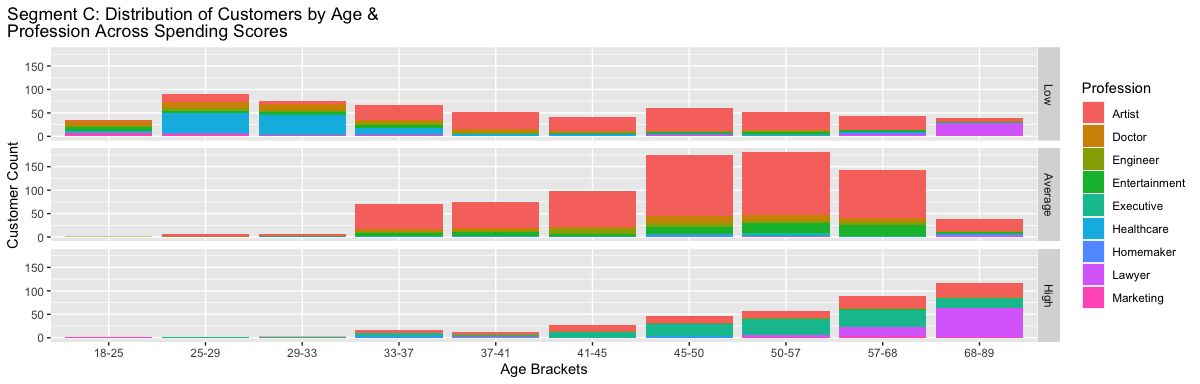 Segment C: Distribution of Customers by Age &
Profession Across Spending Scores
Customer Count
150
100
50
0
Low
150
100
50
0
Average
150
100
50
0
High
18-25 25-29 29-33 33-37 37-41 41-45 45-50 50-57 57-68 68-89
Age Brackets
Profession
Artist
Doctor
Engineer
Entertainment
Executive
Healthcare
Homemaker
Lawyer
Marketing